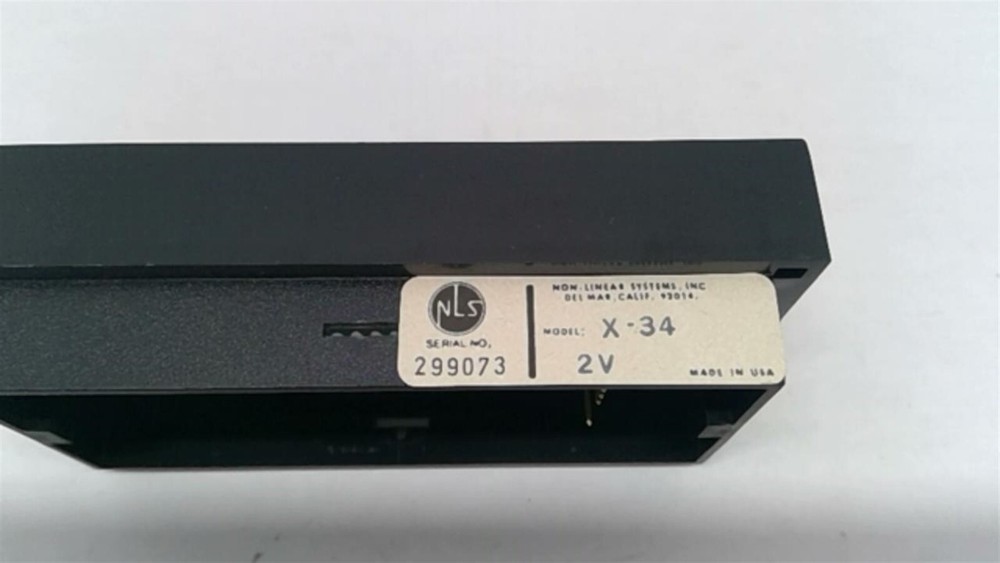 NLS
SERIAL NO.
299073
NON-LINEAR SYSTEMS, INC
DEL MAR, CALIF. 92014.
MODEL: X-34
2V
MADE IN USA